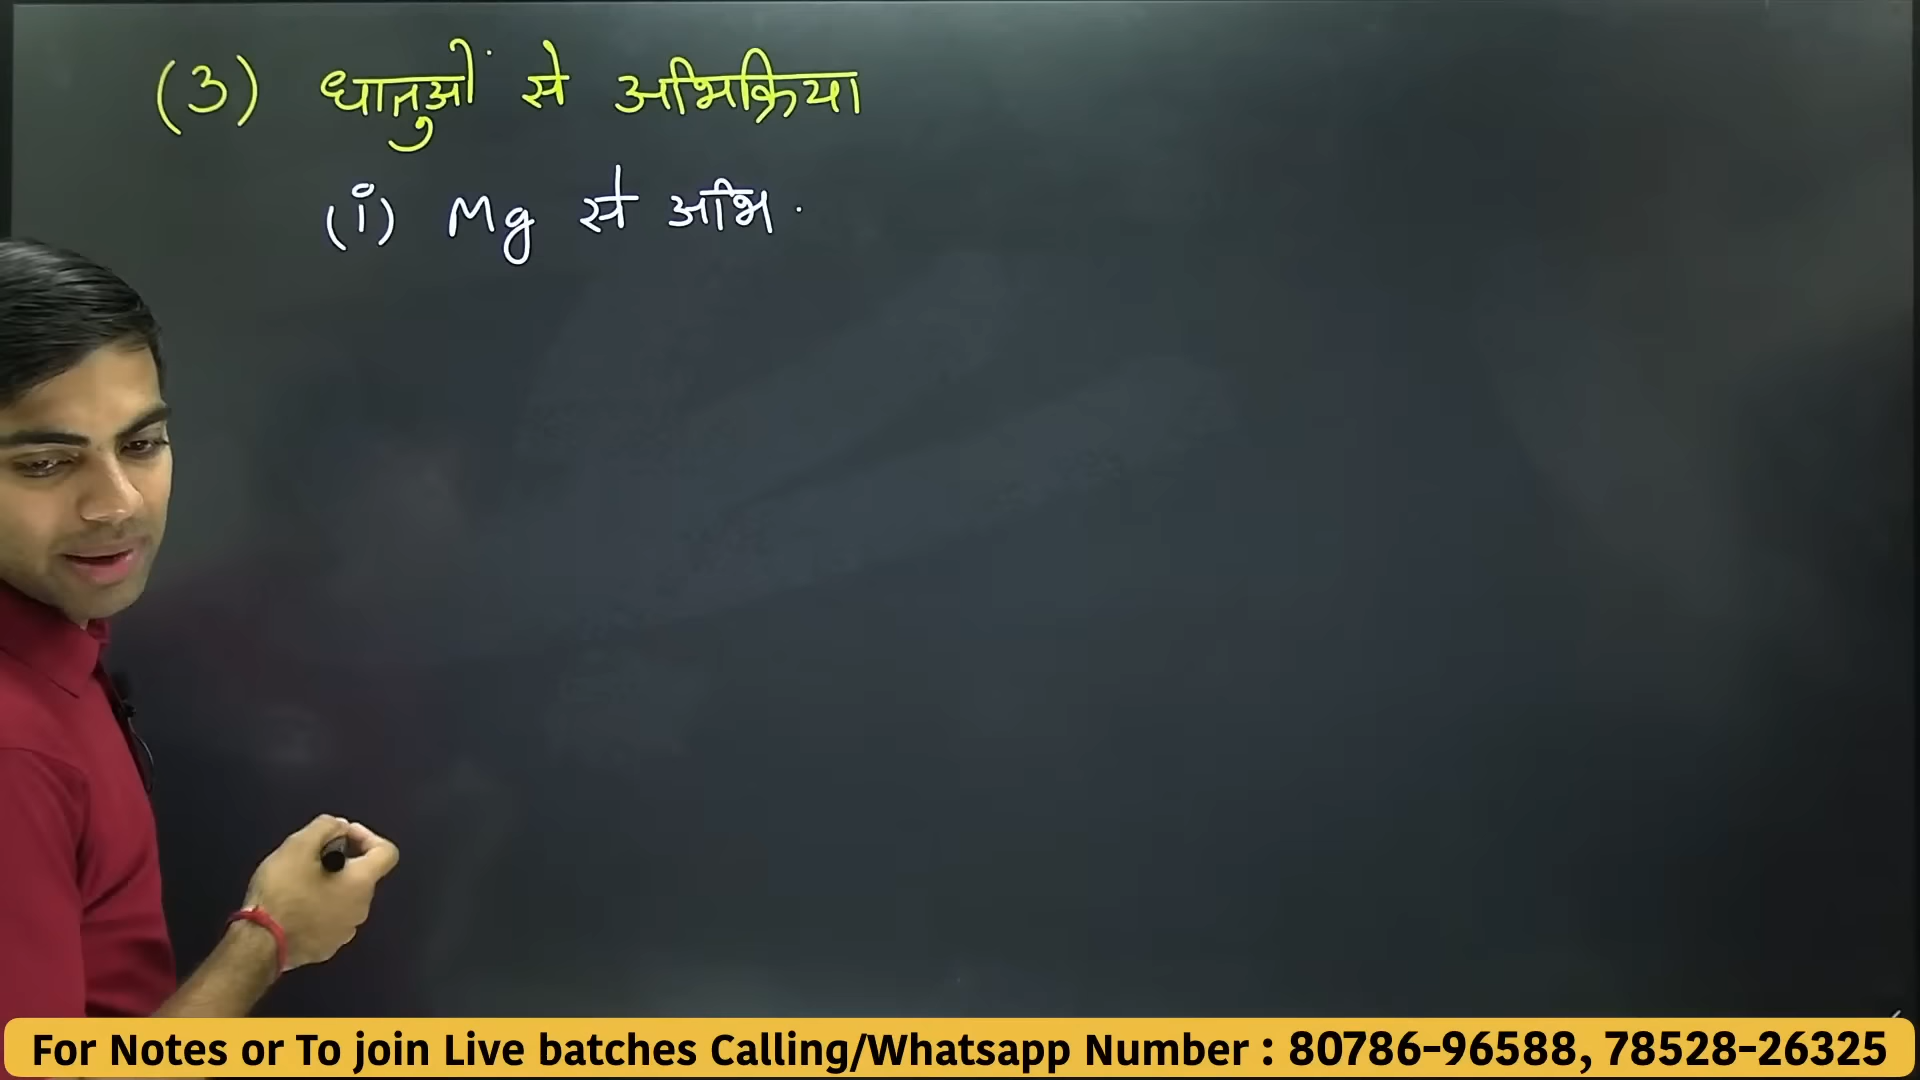 (3) धातुओं से अभिक्रिया
(i) Mg से अभि.
For Notes or To join Live batches Calling/Whatsapp Number : 80786-96588, 78528-26325